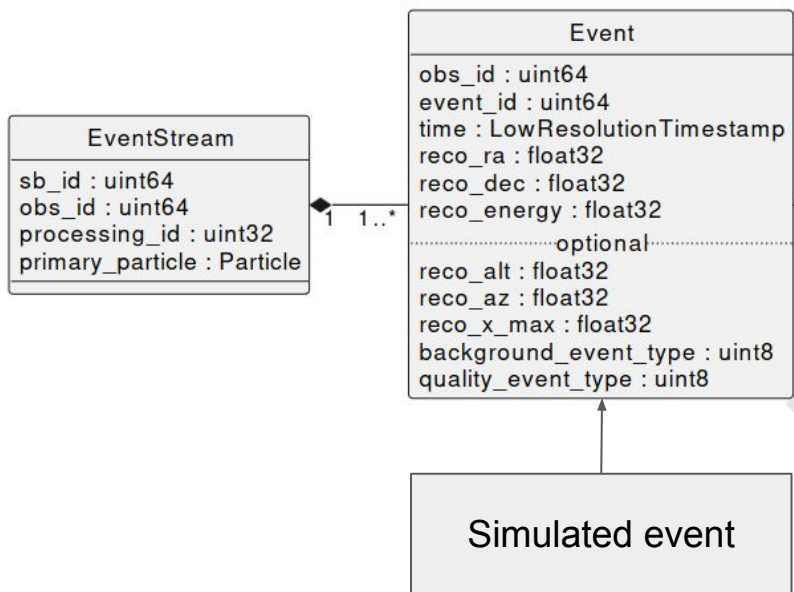 EventStream
sb_id : uint64
obs_id : uint64
processing_id : uint32
primary_particle : Particle
1
1..*
Event
obs_id : uint64
event_id : uint64
time : LowResolutionTimestamp
reco_ra : float32
reco_dec : float32
reco_energy : float32
optional
reco_alt : float32
reco_az : float32
reco_x_max : float32
background_event_type : uint8
quality_event_type : uint8
Simulated event